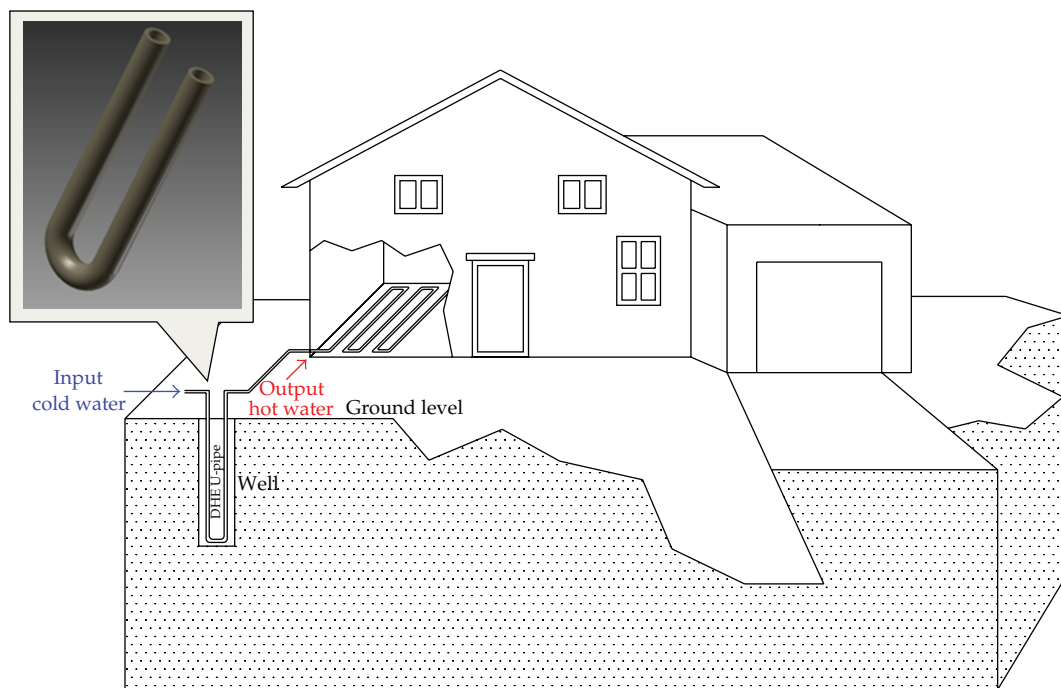 Input
cold water
Output
hot water
Ground level
Well
DHE U-pipe